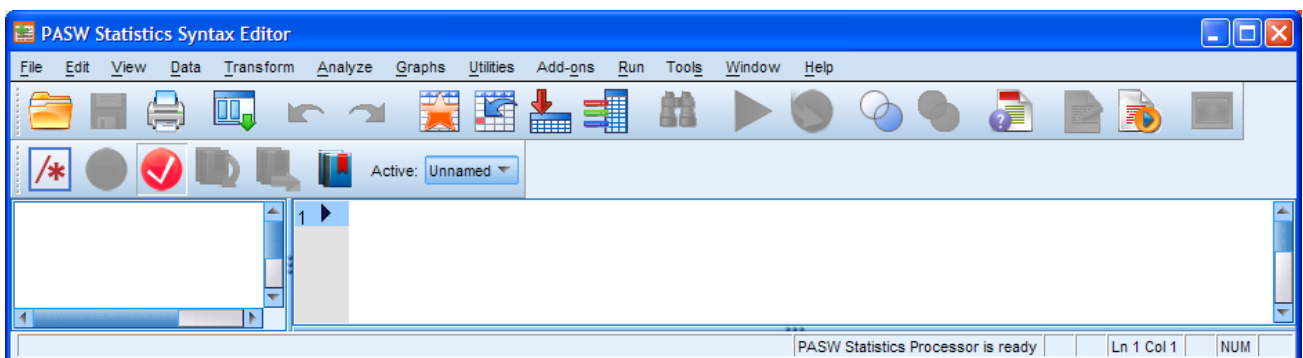 PASW Statistics Syntax Editor
File Edit View Data Transform Analyze Graphs Utilities Add-ons Run Tools Window Help
/* Active: Unnamed
1
PASW Statistics Processor is ready Ln 1 Col 1 NUM